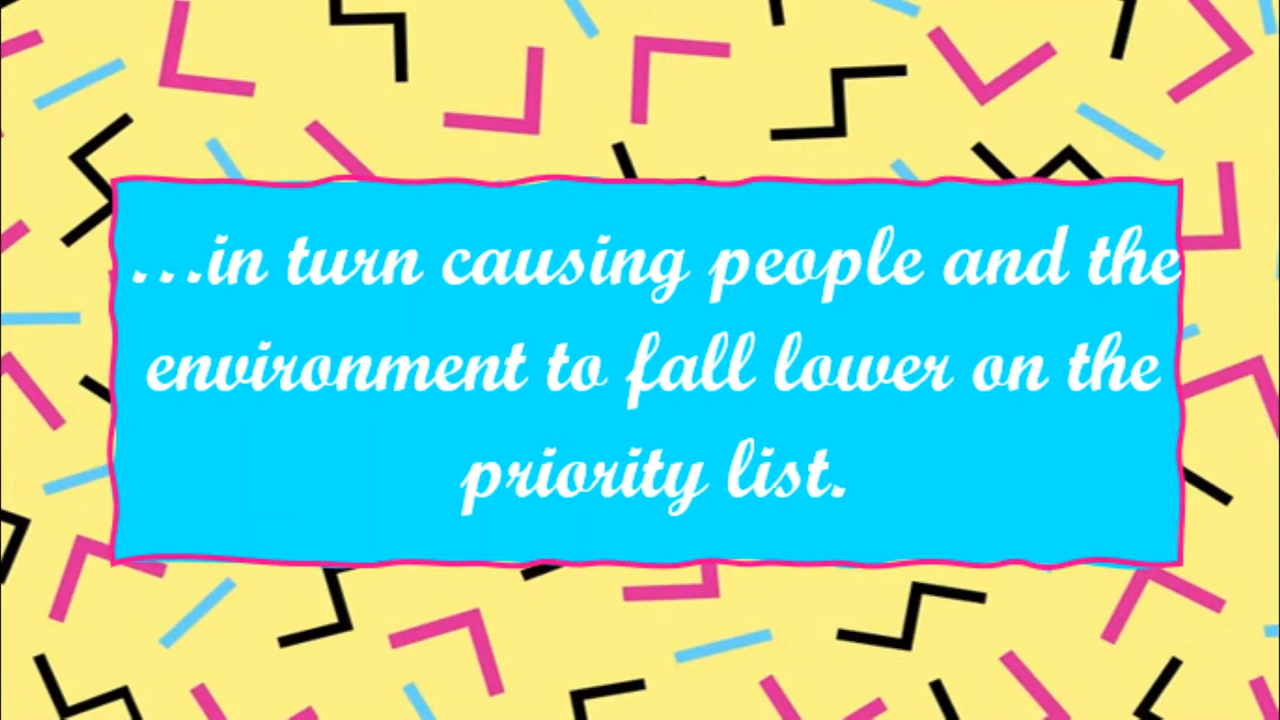 ...in turn causing people and the
environment to fall lower on the
priority list.